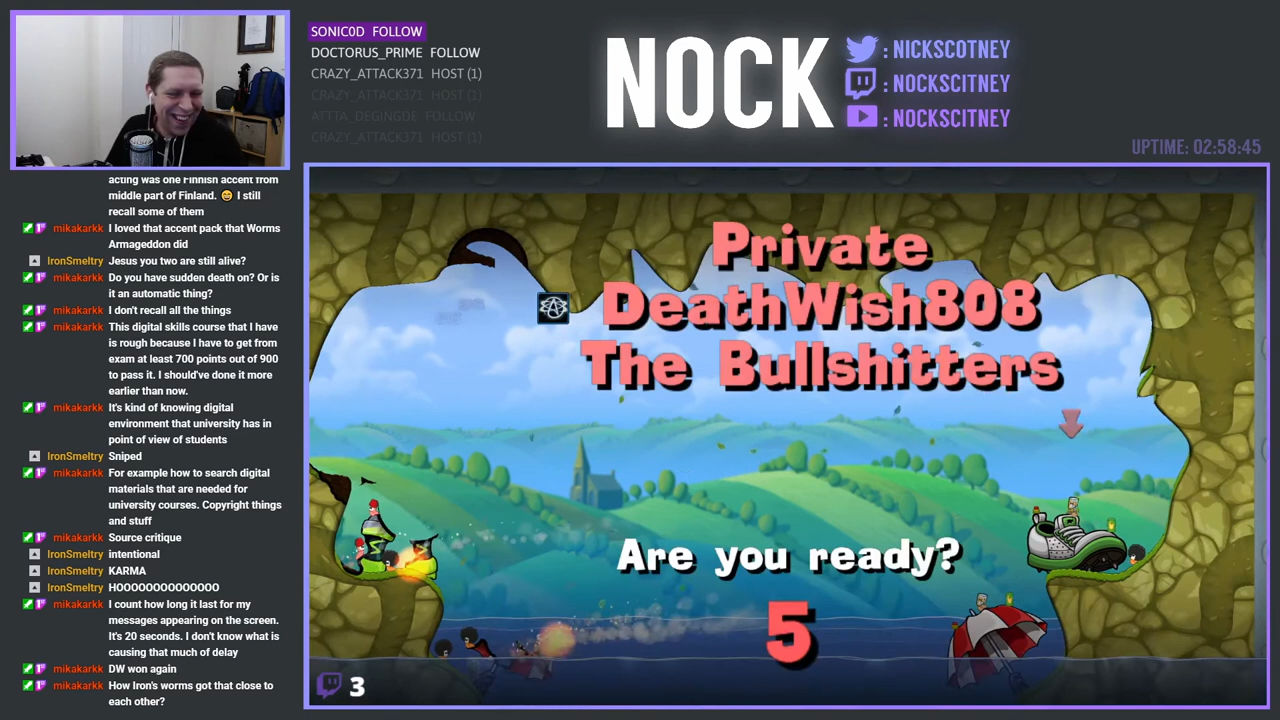 SONIC0D FOLLOW
DOCTORUS_PRIME FOLLOW
CRAZY_ATTACK371 HOST (1)
CRAZY_ATTACK371 HOST (1)
ATTTA_DEGINGDE FOLLOW
CRAZY_ATTACK371 HOST (1)
NOCK
: NICKSCOTNEY
: NOCKSCITNEY
: NOCKSCITNEY
UPTIME: 02:58:45
acting was one Finnish accent from
middle part of Finland. 😄 I still
recall some of them
mikakarkk I loved that accent pack that Worms
Armageddon did
IronSmeltry Jesus you two are still alive?
mikakarkk Do you have sudden death on? Or is
it an automatic thing?
mikakarkk I don't recall all the things
mikakarkk This digital skills course that I have
is rough because I have to get from
exam at least 700 points out of 900
to pass it. I should've done it more
earlier than now.
mikakarkk It's kind of knowing digital
environment that university has in
point of view of students
IronSmeltry Sniped
mikakarkk For example how to search digital
materials that are needed for
university courses. Copyright things
and stuff
mikakarkk Source critique
IronSmeltry intentional
IronSmeltry KARMA
IronSmeltry HOOOOOOOOOOOOOO
mikakarkk I count how long it last for my
messages appearing on the screen.
It's 20 seconds. I don't know what is
causing that much of delay
mikakarkk DW won again
mikakarkk How Iron's worms got that close to
each other?
Private
DeathWish808
The Bullshitters
Are you ready?
5
3